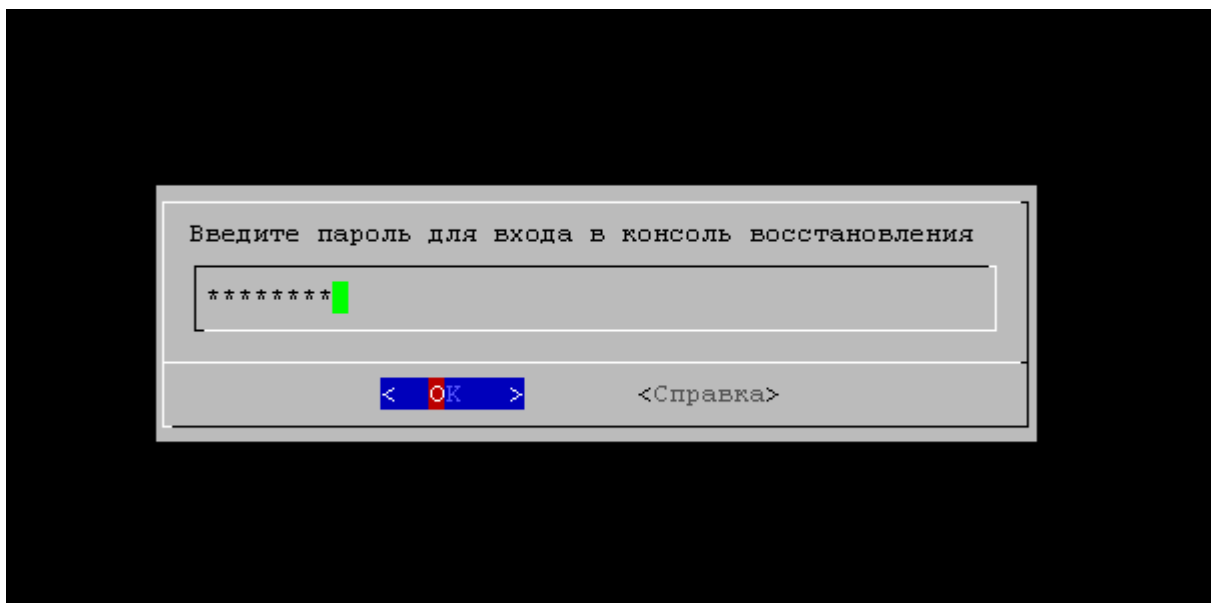 Введите пароль для входа в консоль восстановления
********
< OK > <Справка>